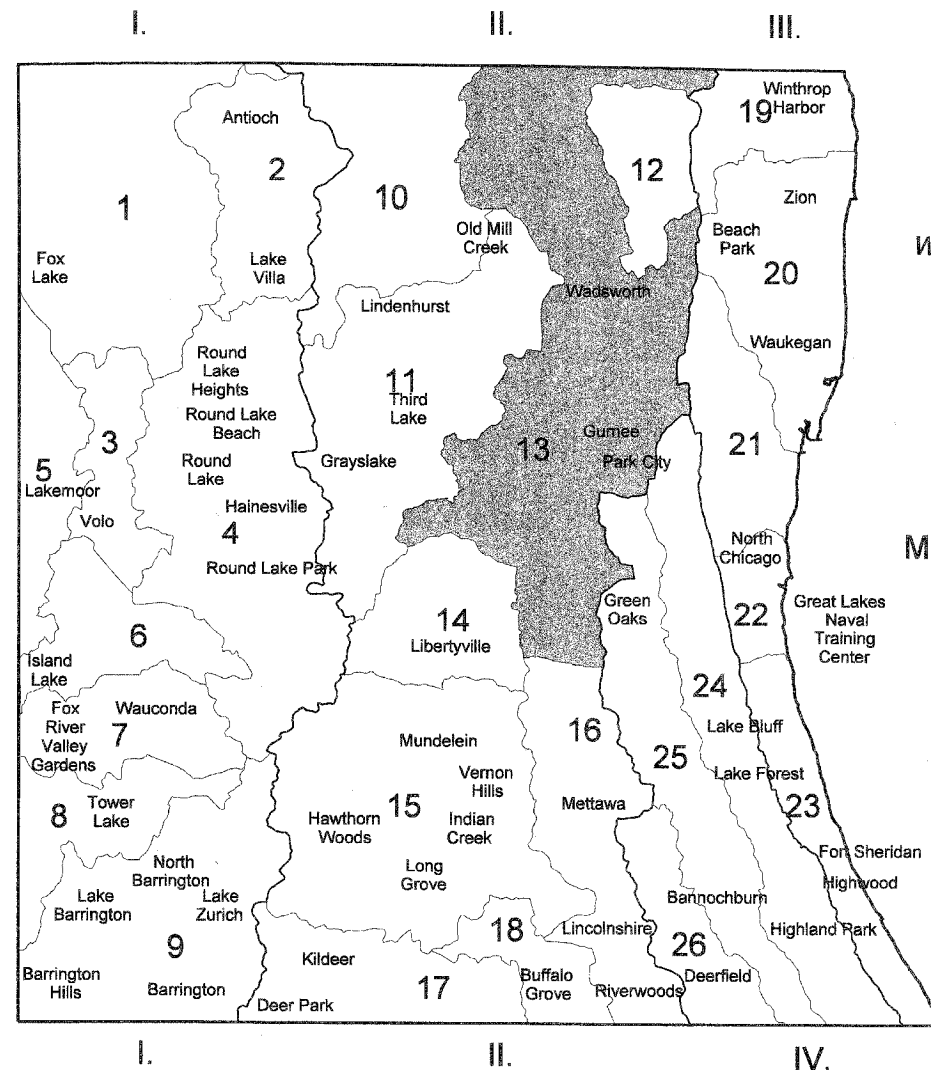 I.
II.
III.
Winthrop
Harbor
19
Antioch
2
12
1
10
Zion
Old Mill
Creek
Beach
Park
Fox
Lake
Lake
Villa
20
Wadsworth
Lindenhurst
Waukegan
Round
Lake
Heights
11
Third
Lake
Round Lake
Beach
3
13
Gurnee
21
5
Lakemoor
Round
Lake
Grayslake
Park City
Volo
Hainesville
4
North
Chicago
M
Round Lake Park
Green
Oaks
22
Great Lakes
Naval
Training
Center
14
Libertyville
6
Island
Lake
24
Fox
River
Valley
Gardens
Wauconda
7
16
Lake Bluff
Mundelein
25
Vernon
Hills
Lake Forest
8
Tower
Lake
15
Mettawa
23
Hawthorn
Woods
Indian
Creek
Long
Grove
Fort Sheridan
North
Barrington
Highwood
Lake
Barrington
Lake
Zurich
Bannochburn
9
18
Lincolnshire
Highland Park
26
Kildeer
Deerfield
Barrington
Hills
Barrington
17
Buffalo
Grove
Riverwoods
Deer Park
I.
II.
IV.